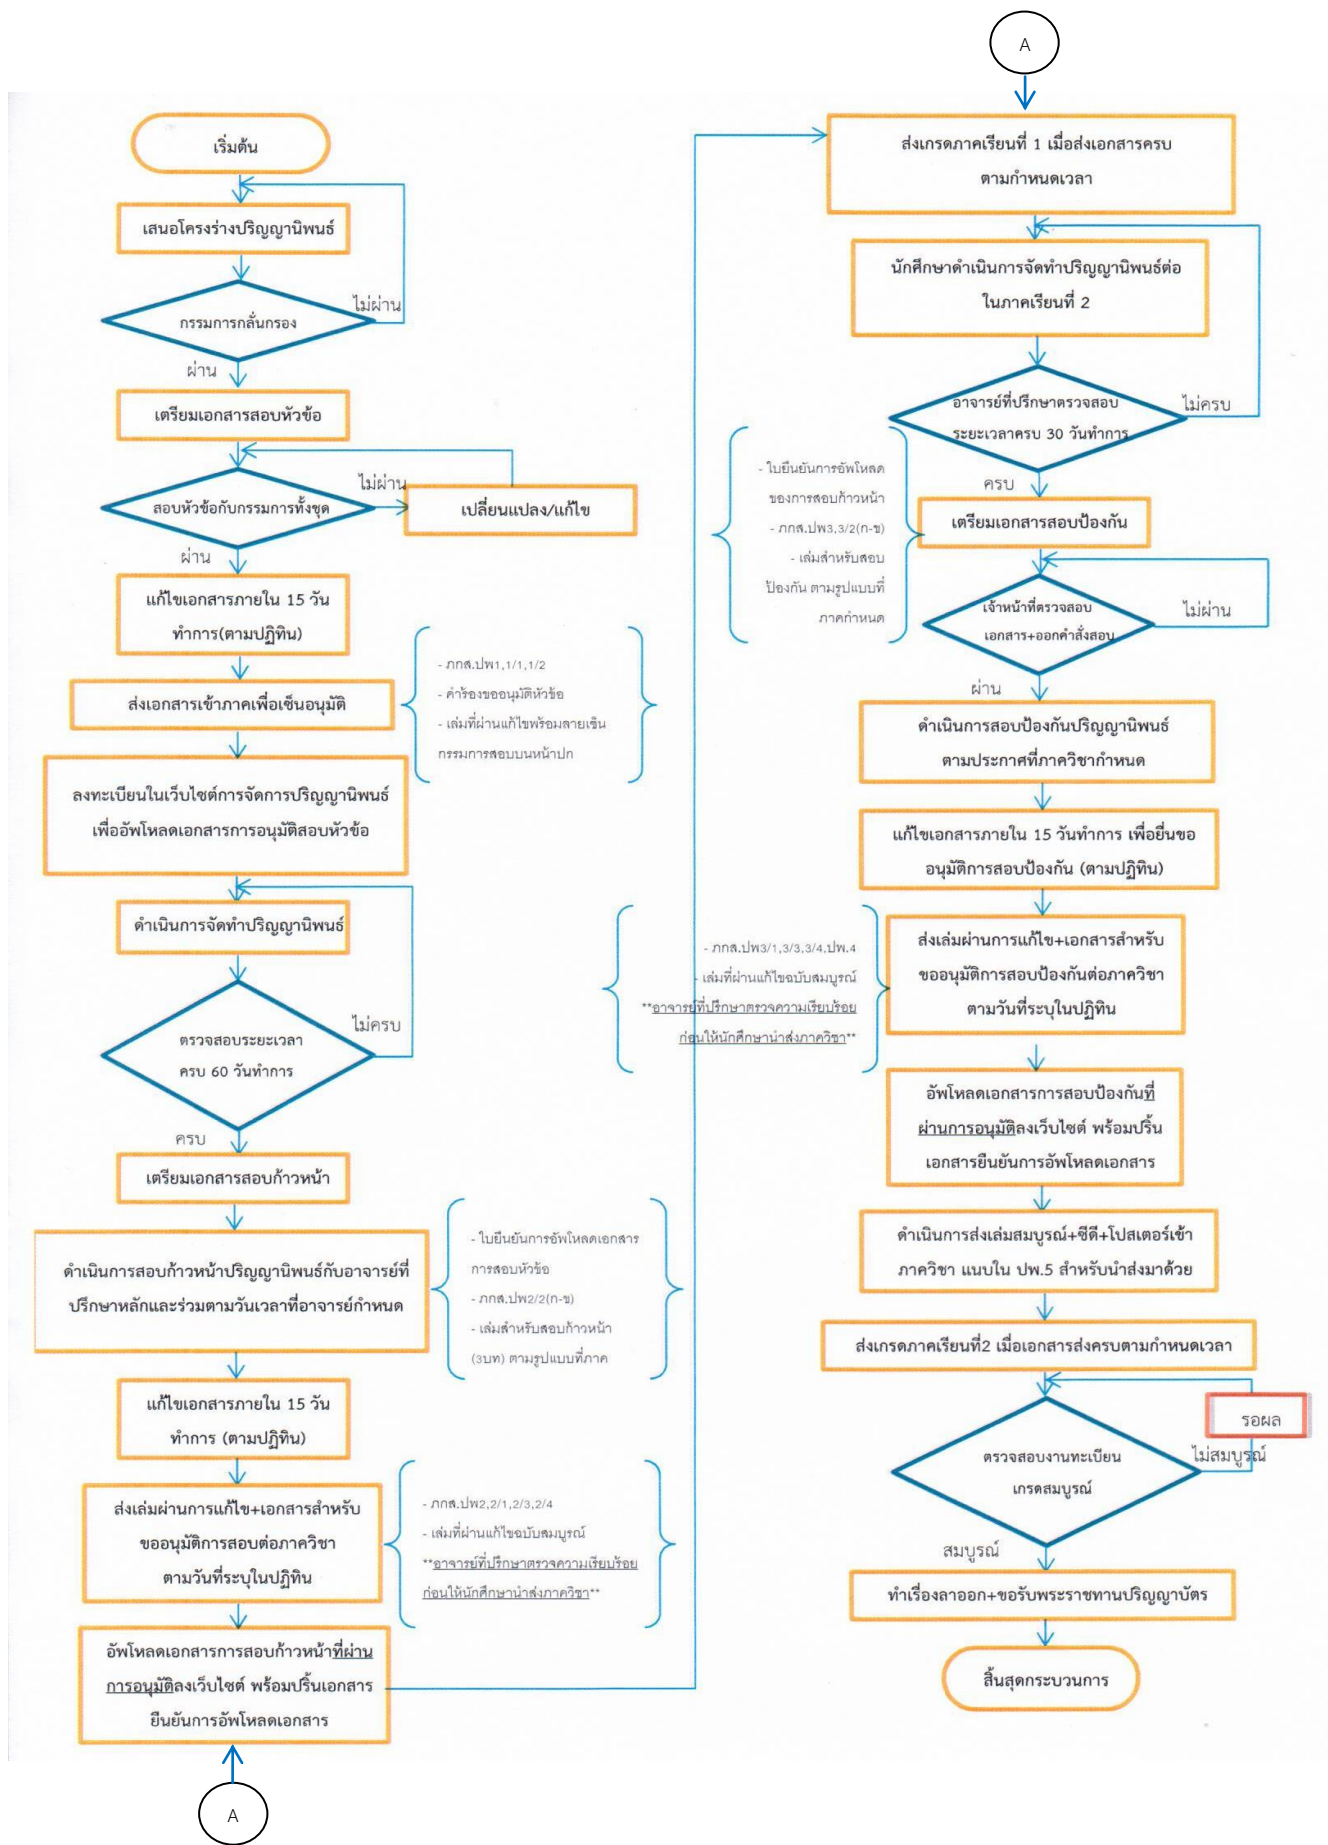 A
เริ่มต้น
เสนอโครงร่างปริญญานิพนธ์
ไม่ผ่าน
กรรมการกลั่นกรอง
ผ่าน
เตรียมเอกสารสอบหัวข้อ
ไม่ผ่าน
สอบหัวข้อกับกรรมการทั้งชุด
เปลี่ยนแปลง/แก้ไข
ผ่าน
แก้ไขเอกสารภายใน 15 วัน
ทำการ(ตามปฏิทิน)
ส่งเอกสารเข้าภาคเพื่อเซ็นอนุมัติ
- ภกส.ปพ1,1/1,1/2
- คำร้องขออนุมัติหัวข้อ
- เล่มที่ผ่านแก้ไขพร้อมลายเซ็น
กรรมการสอบบนหน้าปก
ลงทะเบียนในเว็บไซต์การจัดการปริญญานิพนธ์
เพื่ออัพโหลดเอกสารการอนุมัติสอบหัวข้อ
ดำเนินการจัดทำปริญญานิพนธ์
ไม่ครบ
ตรวจสอบระยะเวลา
ครบ 60 วันทำการ
ครบ
เตรียมเอกสารสอบก้าวหน้า
ดำเนินการสอบก้าวหน้าปริญญานิพนธ์กับอาจารย์ที่
ปรึกษาหลักและร่วมตามวันเวลาที่อาจารย์กำหนด
- ใบยืนยันการอัพโหลดเอกสาร
การสอบหัวข้อ
- ภกส.ปพ2/2(ก-ข)
- เล่มสำหรับสอบก้าวหน้า
(3บท) ตามรูปแบบที่ภาค
แก้ไขเอกสารภายใน 15 วัน
ทำการ (ตามปฏิทิน)
ส่งเล่มผ่านการแก้ไข+เอกสารสำหรับ
ขออนุมัติการสอบต่อภาควิชา
ตามวันที่ระบุในปฏิทิน
- ภกส.ปพ2,2/1,2/3,2/4
- เล่มที่ผ่านแก้ไขฉบับสมบูรณ์
**อาจารย์ที่ปรึกษาตรวจความเรียบร้อย
ก่อนให้นักศึกษานำส่งภาควิชา**
อัพโหลดเอกสารการสอบก้าวหน้าที่ผ่าน
การอนุมัติลงเว็บไซต์ พร้อมปริ้นเอกสาร
ยืนยันการอัพโหลดเอกสาร
A
ส่งเกรดภาคเรียนที่ 1 เมื่อส่งเอกสารครบ
ตามกำหนดเวลา
นักศึกษาดำเนินการจัดทำปริญญานิพนธ์ต่อ
ในภาคเรียนที่ 2
อาจารย์ที่ปรึกษาตรวจสอบ
ระยะเวลาครบ 30 วันทำการ
ไม่ครบ
ครบ
- ใบยืนยันการอัพโหลด
ของการสอบก้าวหน้า
- ภกส.ปพ3,3/2(ก-ข)
- เล่มสำหรับสอบ
ป้องกัน ตามรูปแบบที่
ภาคกำหนด
เตรียมเอกสารสอบป้องกัน
เจ้าหน้าที่ตรวจสอบ
เอกสาร+ออกคำสั่งสอบ
ไม่ผ่าน
ผ่าน
ดำเนินการสอบป้องกันปริญญานิพนธ์
ตามประกาศที่ภาควิชากำหนด
แก้ไขเอกสารภายใน 15 วันทำการ เพื่อยื่นขอ
อนุมัติการสอบป้องกัน (ตามปฏิทิน)
- ภกส.ปพ3/1,3/3,3/4,ปพ.4
- เล่มที่ผ่านแก้ไขฉบับสมบูรณ์
**อาจารย์ที่ปรึกษาตรวจความเรียบร้อย
ก่อนให้นักศึกษานำส่งภาควิชา**
ส่งเล่มผ่านการแก้ไข+เอกสารสำหรับ
ขออนุมัติการสอบป้องกันต่อภาควิชา
ตามวันที่ระบุในปฏิทิน
อัพโหลดเอกสารการสอบป้องกันที่
ผ่านการอนุมัติลงเว็บไซต์ พร้อมปริ้น
เอกสารยืนยันการอัพโหลดเอกสาร
ดำเนินการส่งเล่มสมบูรณ์+ซีดี+โปสเตอร์เข้า
ภาควิชา แนบใน ปพ.5 สำหรับนำส่งมาด้วย
ส่งเกรดภาคเรียนที่2 เมื่อเอกสารส่งครบตามกำหนดเวลา
รอผล
ไม่สมบูรณ์
ตรวจสอบงานทะเบียน
เกรดสมบูรณ์
สมบูรณ์
ทำเรื่องลาออก+ขอรับพระราชทานปริญญาบัตร
สิ้นสุดกระบวนการ